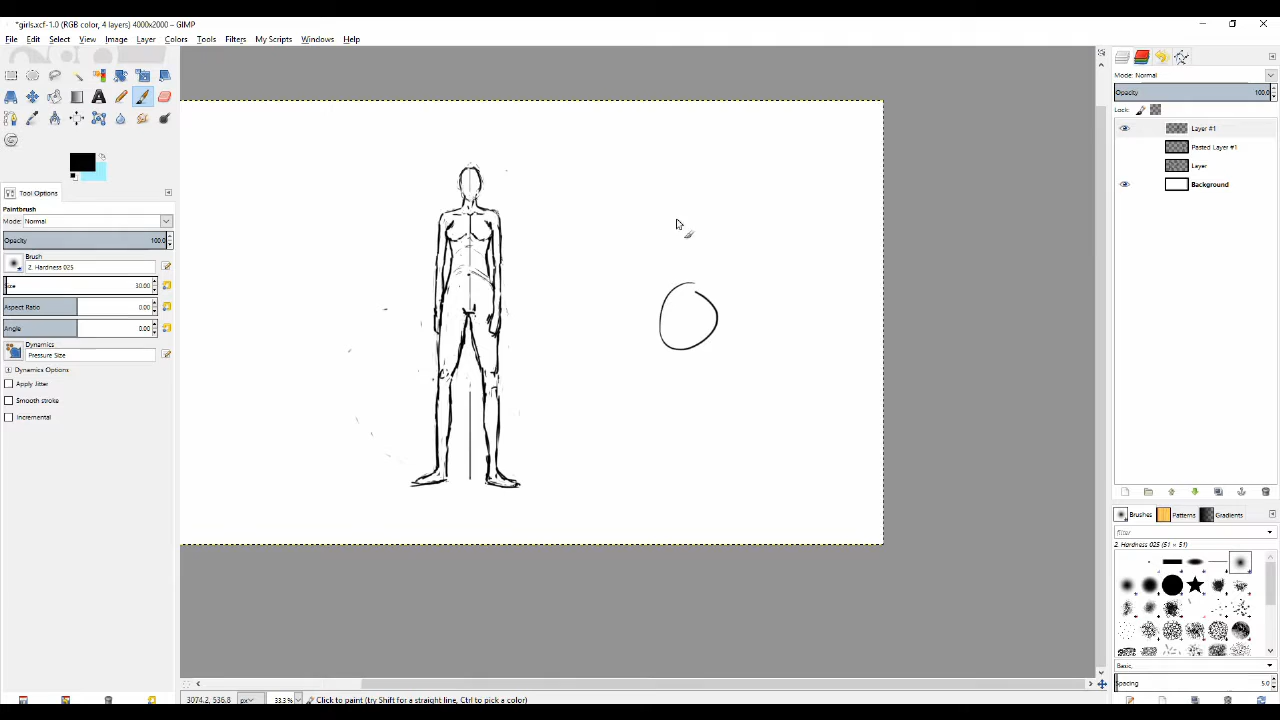 *girls.xcf-1.0 (RGB color, 4 layers) 4000x2000 – GIMP
File Edit Select View Image Layer Colors Tools Filters My Scripts Windows Help
Tool Options
Paintbrush
Mode: Normal
Opacity 100.0
Brush
2. Hardness 025
Size 30.00
Aspect Ratio 0.00
Angle 0.00
Dynamics
Pressure Size
Dynamics Options
Apply Jitter
Smooth stroke
Incremental
3074.2, 536.8 px 33.3 Click to paint (try Shift for a straight line, Ctrl to pick a color)
Mode: Normal
Opacity 100.0
Lock:
Layer #1
Pasted Layer #1
Layer
Background
Brushes Patterns Gradients
filter
2. Hardness 025 (51 × 51)
Basic,
Spacing 5.0